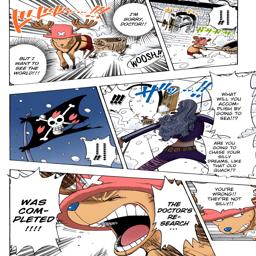 I'M
SORRY,
DOCTOR!!
BUT I
WANT TO
SEE THE
WORLD!!!
WOOSH..!!
WHAT
WILL YOU
ACCOM-
PLISH BY
GOING TO
SEA!?
ARE YOU
GOING TO
CHASE YOUR
SILLY
DREAMS, LIKE
THAT OLD
QUACK!?
!!!
YOU'RE
WRONG!!
THEY'RE NOT
SILLY!!
THE
DOCTOR'S
RE-
SEARCH
...
WAS
COM-
PLETED
!!!!